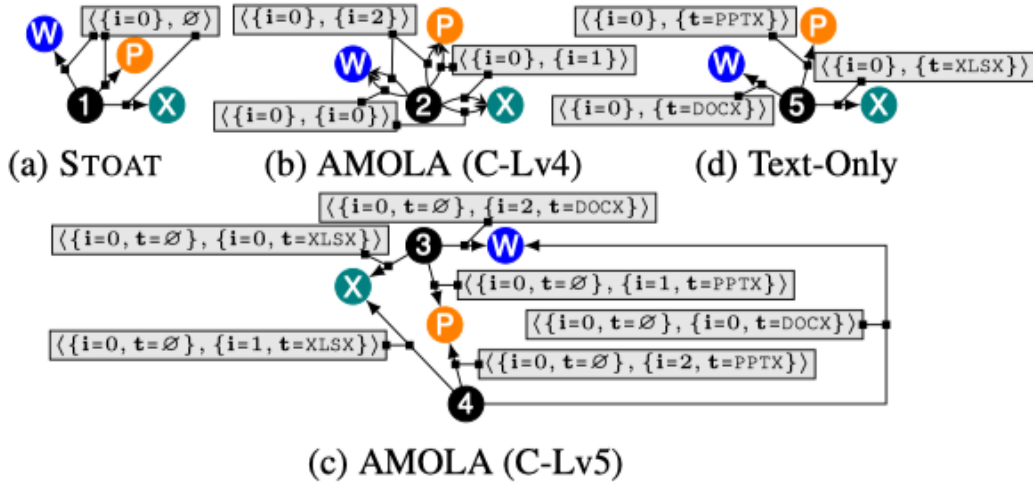 ⟨{i=0}, ∅⟩
W
P
1
X
(a) STOAT
⟨{i=0}, {i=2}⟩
P
W
⟨{i=0}, {i=1}⟩
2
X
⟨{i=0}, {i=0}⟩
(b) AMOLA (C-Lv4)
⟨{i=0}, {t=PPTX}⟩
P
W
⟨{i=0}, {t=XLSX}⟩
5
X
⟨{i=0}, {t=DOCX}⟩
(d) Text-Only
⟨{i=0, t=∅}, {i=2, t=DOCX}⟩
⟨{i=0, t=∅}, {i=0, t=XLSX}⟩
3
W
X
⟨{i=0, t=∅}, {i=1, t=PPTX}⟩
P
⟨{i=0, t=∅}, {i=0, t=DOCX}⟩
⟨{i=0, t=∅}, {i=1, t=XLSX}⟩
⟨{i=0, t=∅}, {i=2, t=PPTX}⟩
4
(c) AMOLA (C-Lv5)